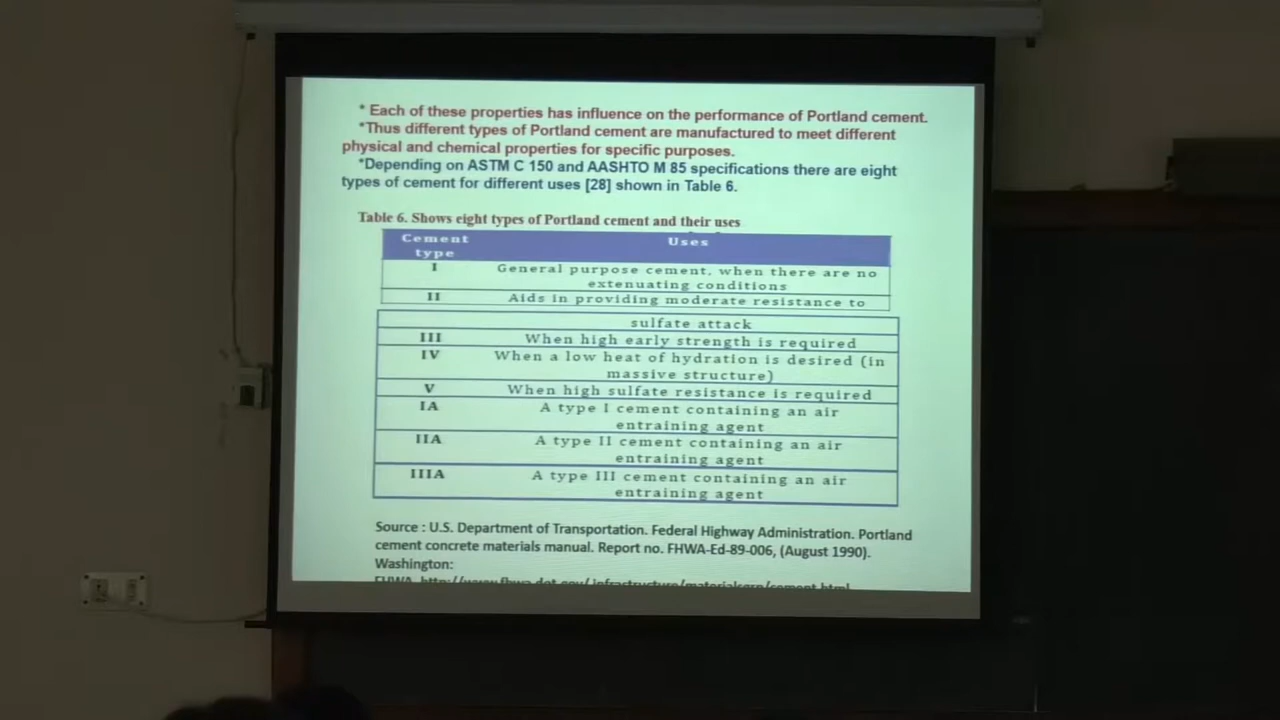 * Each of these properties has influence on the performance of Portland cement.
*Thus different types of Portland cement are manufactured to meet different
physical and chemical properties for specific purposes.
*Depending on ASTM C 150 and AASHTO M 85 specifications there are eight
types of cement for different uses [28] shown in Table 6.
Table 6. Shows eight types of Portland cement and their uses
Cement type Uses
I General purpose cement, when there are no
extenuating conditions
II Aids in providing moderate resistance to
sulfate attack
III When high early strength is required
IV When a low heat of hydration is desired (in
massive structure)
V When high sulfate resistance is required
IA A type I cement containing an air
entraining agent
IIA A type II cement containing an air
entraining agent
IIIA A type III cement containing an air
entraining agent
Source : U.S. Department of Transportation. Federal Highway Administration. Portland
cement concrete materials manual. Report no. FHWA-Ed-89-006, (August 1990).
Washington: